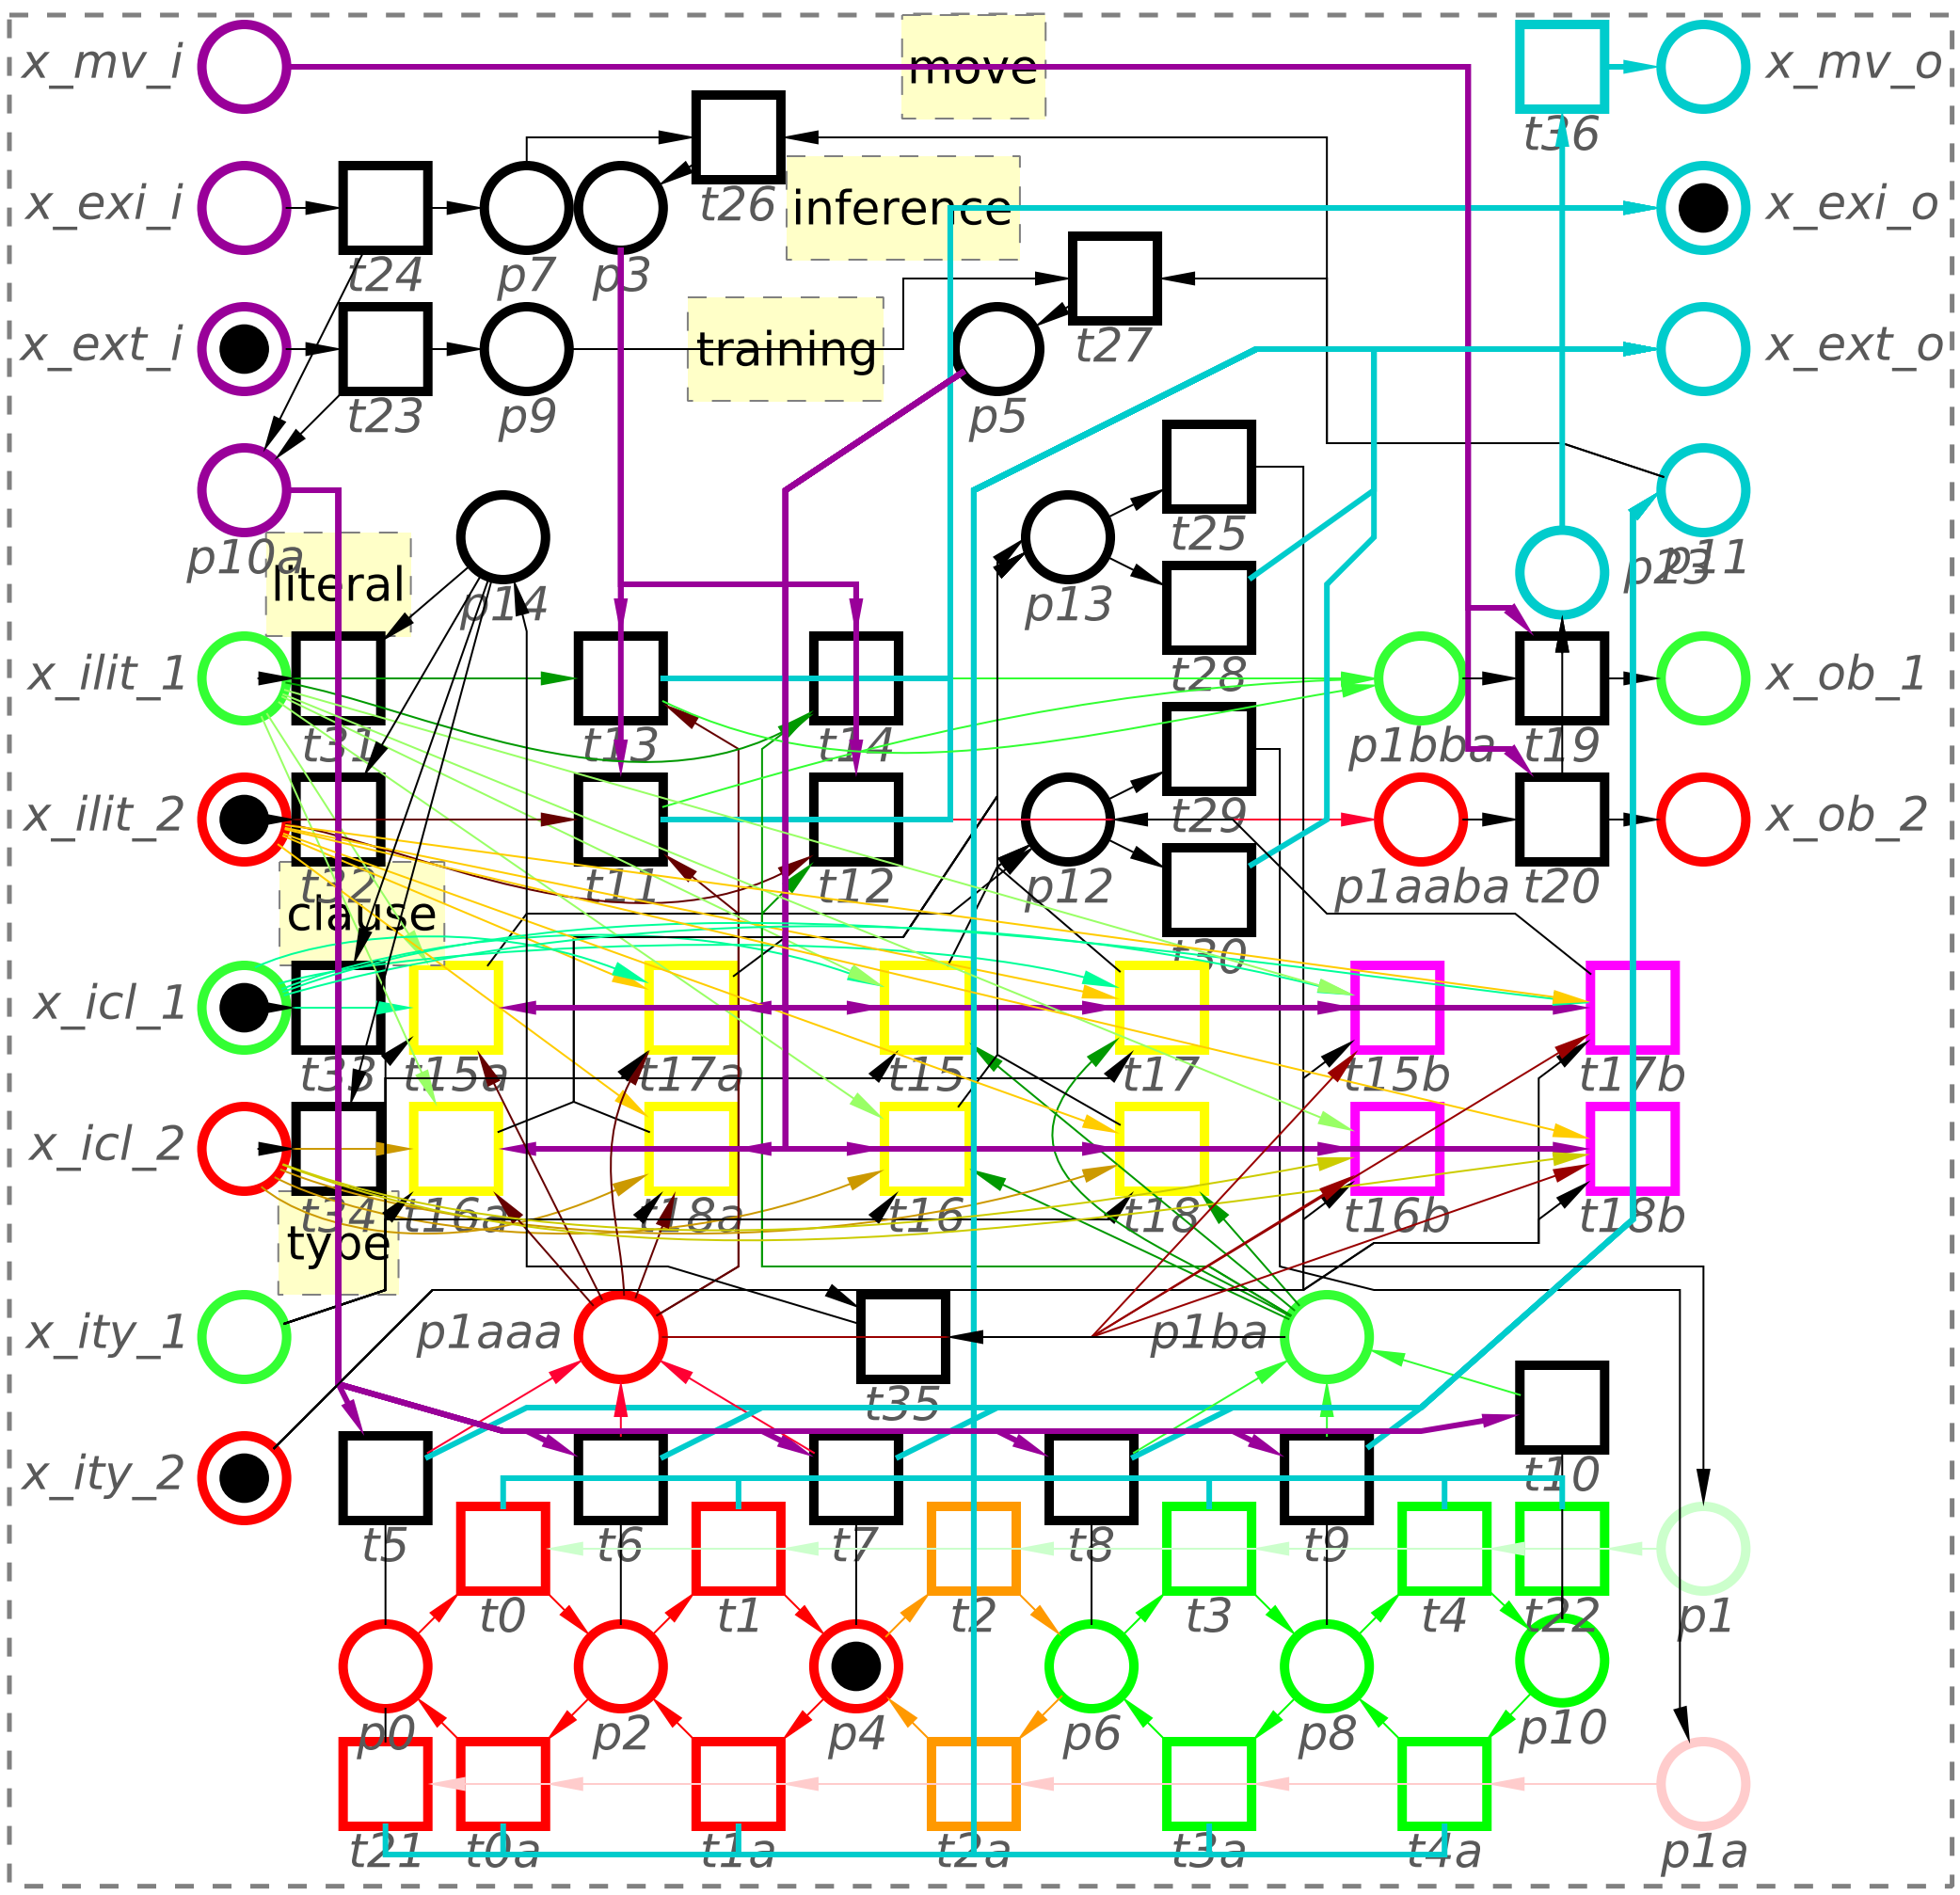 x_mv_i
move
x_mv_o
t36
x_exi_i
t26
inference
x_exi_o
t24
p7
p3
x_ext_i
training
t27
x_ext_o
t23
p9
p5
p10a
t25
p23
p11
literal
p14
p13
x_ilit_1
t28
x_ob_1
t31
t13
t14
p1bba
t19
x_ilit_2
t29
x_ob_2
t32
t11
t12
p12
p1aaba
t20
clause
t30
x_icl_1
t33
t15a
t17a
t15
t17
t15b
t17b
x_icl_2
t34
t16a
t18a
t16
t18
t16b
t18b
type
x_ity_1
p1aaa
p1ba
t35
x_ity_2
t10
t5
t6
t7
t8
t9
t0
t1
t2
t3
t4
t22
p1
p0
p2
p4
p6
p8
p10
t21
t0a
t1a
t2a
t3a
t4a
p1a